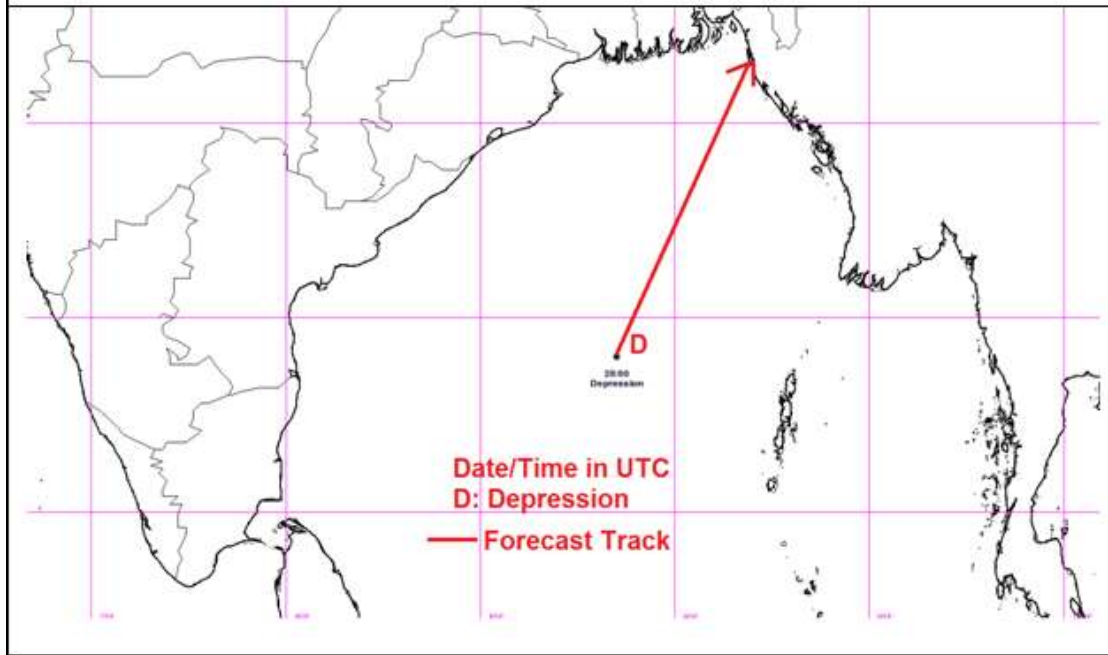 D
28/00
Depression
Date/Time in UTC
D: Depression
Forecast Track